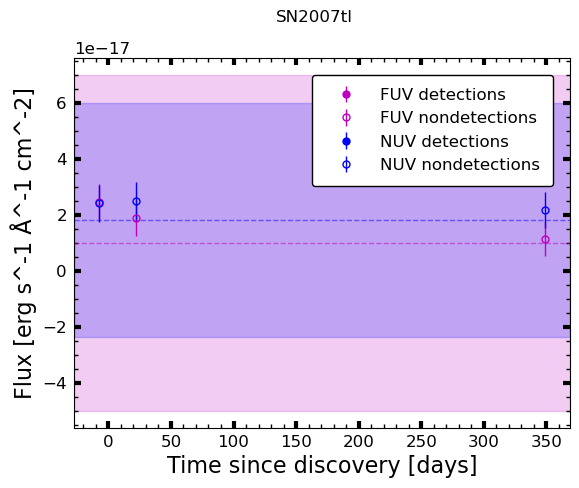 SN2007tl
1e−17
Flux [erg s^-1 Å^-1 cm^-2]
6
4
2
0
−2
−4
FUV detections
FUV nondetections
NUV detections
NUV nondetections
0 50 100 150 200 250 300 350
Time since discovery [days]